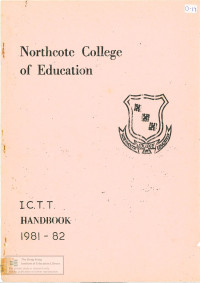 Northcote College
of Education
I.C.T.T.
HANDBOOK
1981 - 82